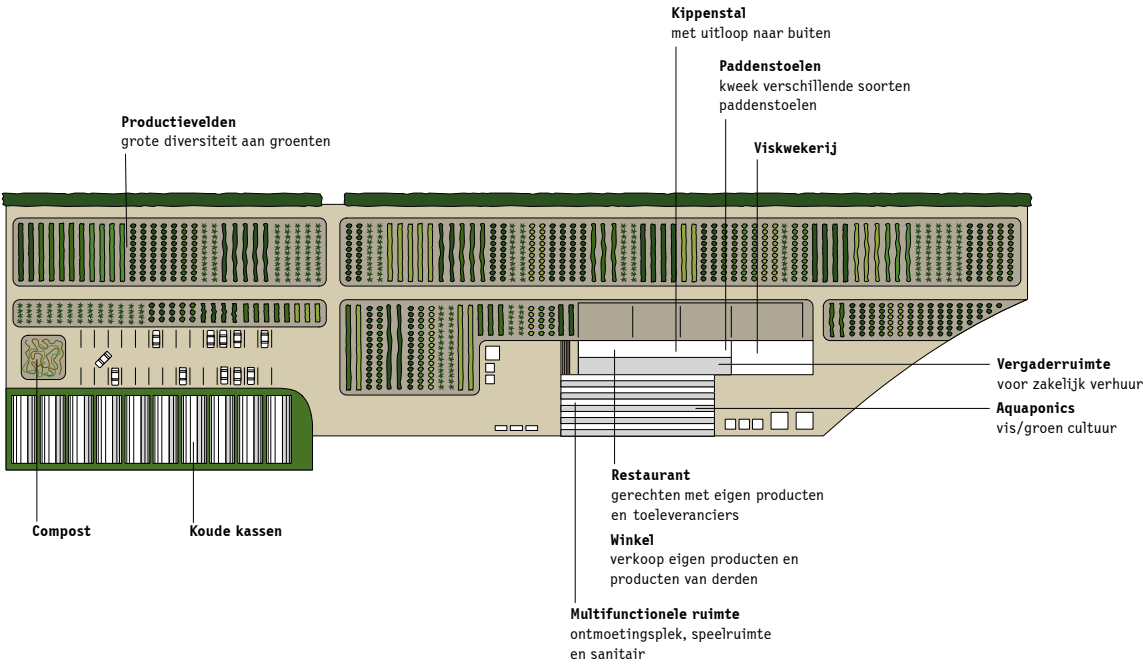 Kippenstal
met uitloop naar buiten
Paddenstoelen
kweek verschillende soorten
paddenstoelen
Productievelden
grote diversiteit aan groenten
Viskwekerij
Vergaderruimte
voor zakelijk verhuur
Aquaponics
vis/groen cultuur
Restaurant
gerechten met eigen producten
en toeleveranciers
Compost
Koude kassen
Winkel
verkoop eigen producten en
producten van derden
Multifunctionele ruimte
ontmoetingsplek, speelruimte
en sanitair